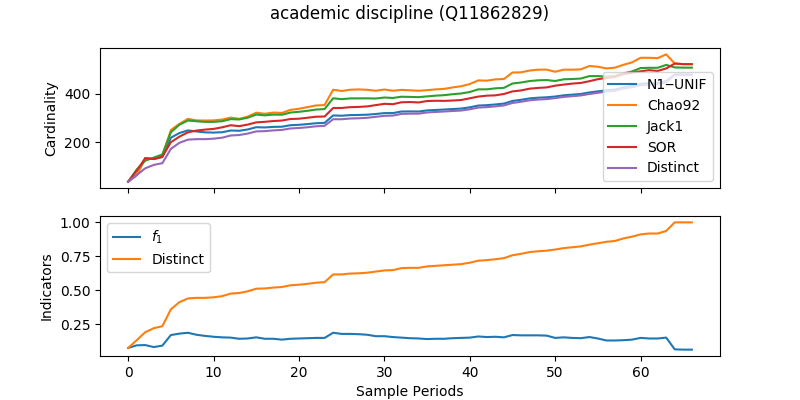 academic discipline (Q11862829)
Cardinality
400
200
N1−UNIF
Chao92
Jack1
SOR
Distinct
Indicators
1.00
0.75
0.50
0.25
f1
Distinct
0 10 20 30 40 50 60
Sample Periods